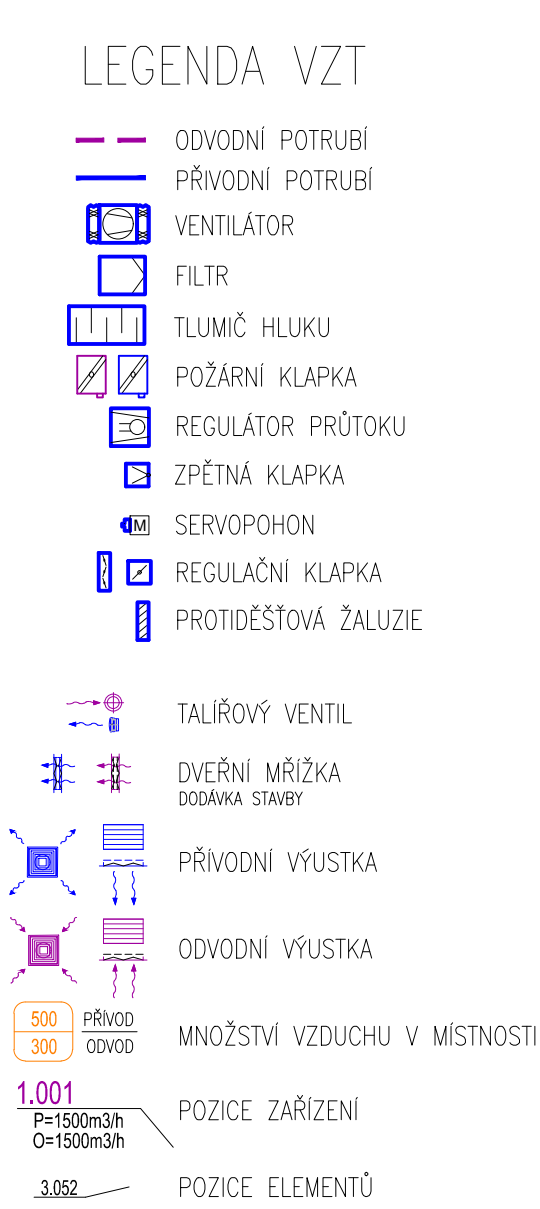 LEGENDA VZT
ODVODNÍ POTRUBÍ
PŘIVODNÍ POTRUBÍ
VENTILÁTOR
FILTR
TLUMIČ HLUKU
POŽÁRNÍ KLAPKA
REGULÁTOR PRŮTOKU
ZPĚTNÁ KLAPKA
M SERVOPOHON
REGULAČNÍ KLAPKA
PROTIDĚŠŤOVÁ ŽALUZIE
TALÍŘOVÝ VENTIL
DVEŘNÍ MŘÍŽKA
DODÁVKA STAVBY
PŘÍVODNÍ VÝUSTKA
ODVODNÍ VÝUSTKA
500 PŘÍVOD
300 ODVOD
MNOŽSTVÍ VZDUCHU V MÍSTNOSTI
1.001
P=1500m3/h
O=1500m3/h
POZICE ZAŘÍZENÍ
3.052 POZICE ELEMENTŮ